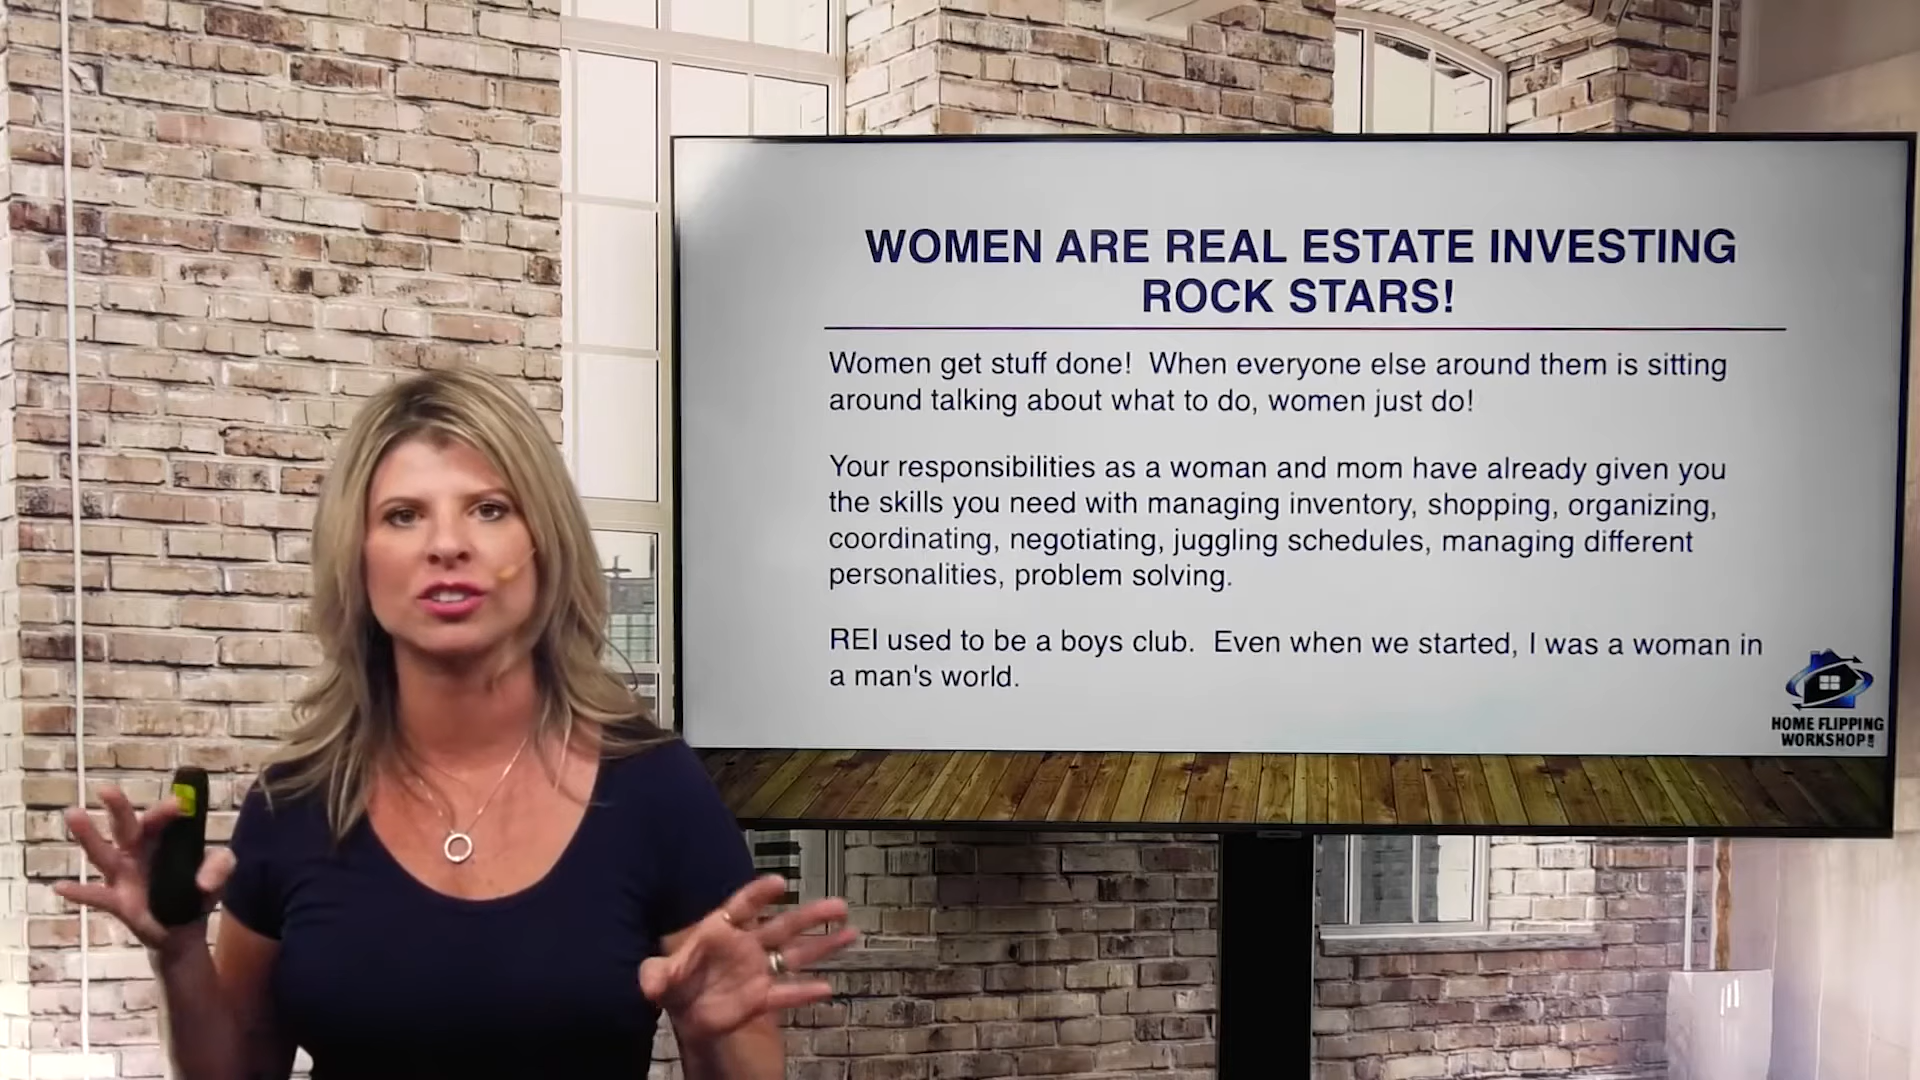 WOMEN ARE REAL ESTATE INVESTING
ROCK STARS!
Women get stuff done!  When everyone else around them is sitting
around talking about what to do, women just do!
Your responsibilities as a woman and mom have already given you
the skills you need with managing inventory, shopping, organizing,
coordinating, negotiating, juggling schedules, managing different
personalities, problem solving.
REI used to be a boys club.  Even when we started, I was a woman in
a man's world.
HOME FLIPPING
WORKSHOP